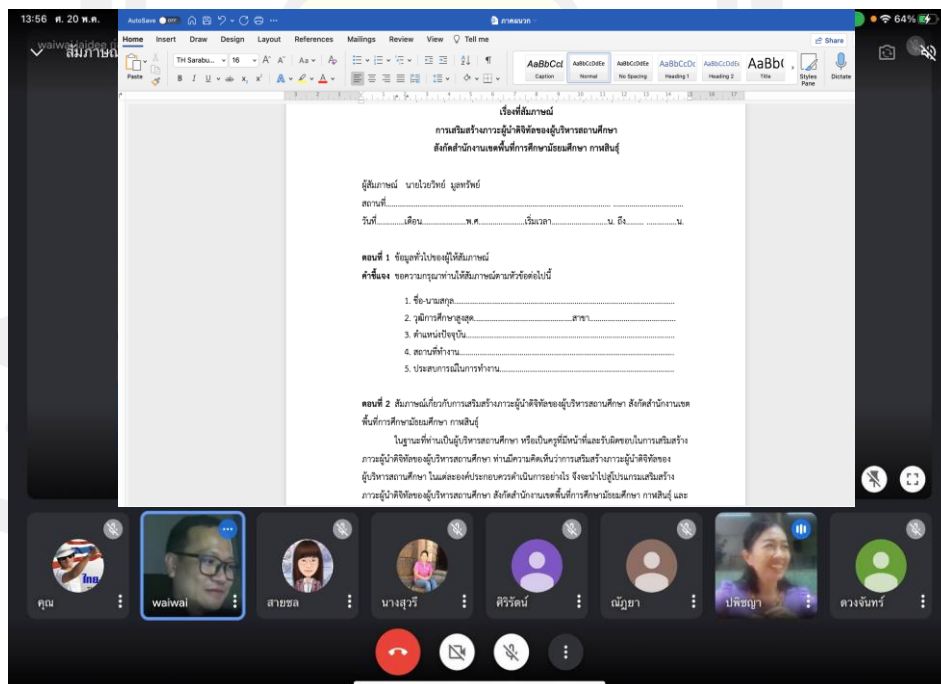 13:56 ศ. 20 พ.ค.
64%
waiwaijaidee.n
สัมภาษณ์
AutoSave OFF
ภาคผนวก
Home Insert Draw Design Layout References Mailings Review View Tell me
Share
Paste
TH Sarabu... 16
AaBbCcI AaBbCcDdEe AaBbCcDdEe AaBbCcDc AaBbCcDdEe AaBb(
Caption Normal No Spacing Heading 1 Heading 2 Title
Styles Pane
Dictate
เรื่องที่สัมภาษณ์
การเสริมสร้างภาวะผู้นำดิจิทัลของผู้บริหารสถานศึกษา
สังกัดสำนักงานเขตพื้นที่การศึกษามัธยมศึกษา กาฬสินธุ์
ผู้สัมภาษณ์ นายไวยวิทย์ มูลทรัพย์
สถานที่.................................................................
วันที่............เดือน...................พ.ศ....................เริ่มเวลา........................น. ถึง........ .............น.
ตอนที่ 1 ข้อมูลทั่วไปของผู้ให้สัมภาษณ์
คำชี้แจง ขอความกรุณาท่านให้สัมภาษณ์ตามหัวข้อต่อไปนี้
1. ชื่อ-นามสกุล.................................................................
2. วุฒิการศึกษาสูงสุด............................................สาขา......................................
3. ตำแหน่งปัจจุบัน.................................................................
4. สถานที่ทำงาน.................................................................
5. ประสบการณ์ในการทำงาน.................................................................
ตอนที่ 2 สัมภาษณ์เกี่ยวกับการเสริมสร้างภาวะผู้นำดิจิทัลของผู้บริหารสถานศึกษา สังกัดสำนักงานเขต
พื้นที่การศึกษามัธยมศึกษา กาฬสินธุ์
ในฐานะที่ท่านเป็นผู้บริหารสถานศึกษา หรือเป็นครูที่มีหน้าที่และรับผิดชอบในการเสริมสร้าง
ภาวะผู้นำดิจิทัลของผู้บริหารสถานศึกษา ท่านมีความคิดเห็นว่าการเสริมสร้างภาวะผู้นำดิจิทัลของ
ผู้บริหารสถานศึกษา ในแต่ละองค์ประกอบควรดำเนินการอย่างไร จึงจะนำไปสู่โปรแกรมเสริมสร้าง
ภาวะผู้นำดิจิทัลของผู้บริหารสถานศึกษา สังกัดสำนักงานเขตพื้นที่การศึกษามัธยมศึกษา กาฬสินธุ์ และ
ไทย
คุณ
waiwai
สายชล
นางสุวรี
ศิริรัตน์
ณัฏยา
ปพิชญา
ดวงจันทร์